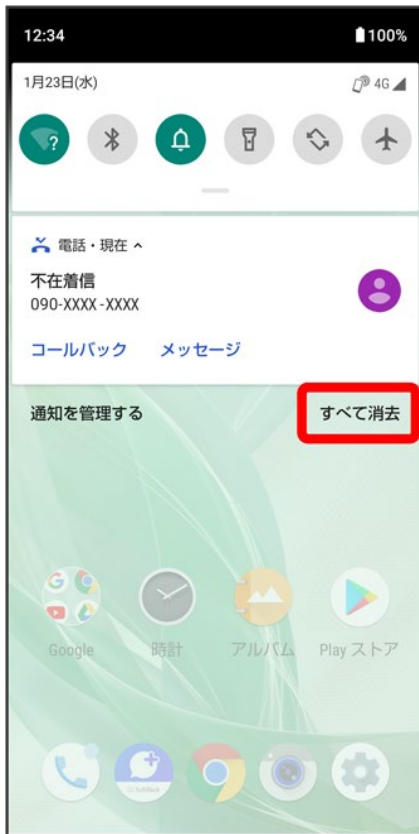 12:34 100%
1月23日(水) 4G
電話・現在
不在着信
090-XXXX-XXXX
コールバック メッセージ
通知を管理する すべて消去
Google 時計 アルバム Play ストア
SoftBank